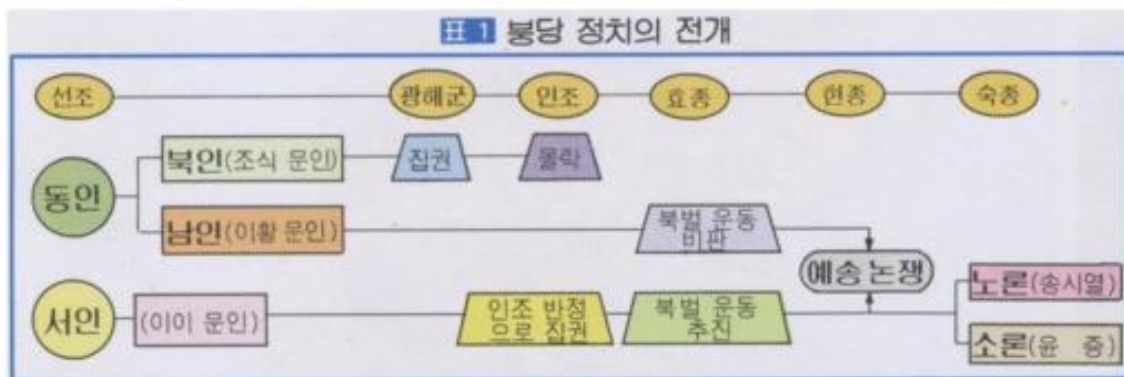 표 1 붕당 정치의 전개
선조 광해군 인조 효종 현종 숙종
동인
북인(조식 문인)
집권
몰락
남인(이황 문인)
북벌 운동
비판
예송 논쟁
서인
(이이 문인)
인조 반정
으로 집권
북벌 운동
추진
노론(송시열)
소론(윤 증)